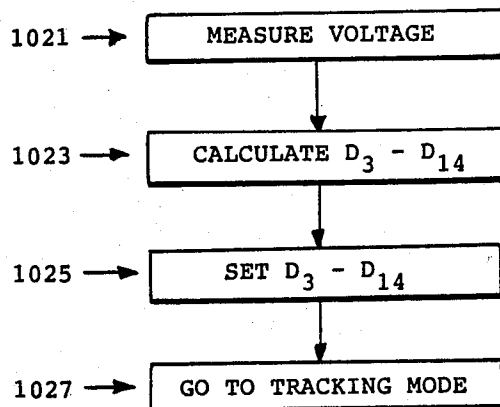 1021 → MEASURE VOLTAGE
1023 → CALCULATE D₃ - D₁₄
1025 → SET D₃ - D₁₄
1027 → GO TO TRACKING MODE